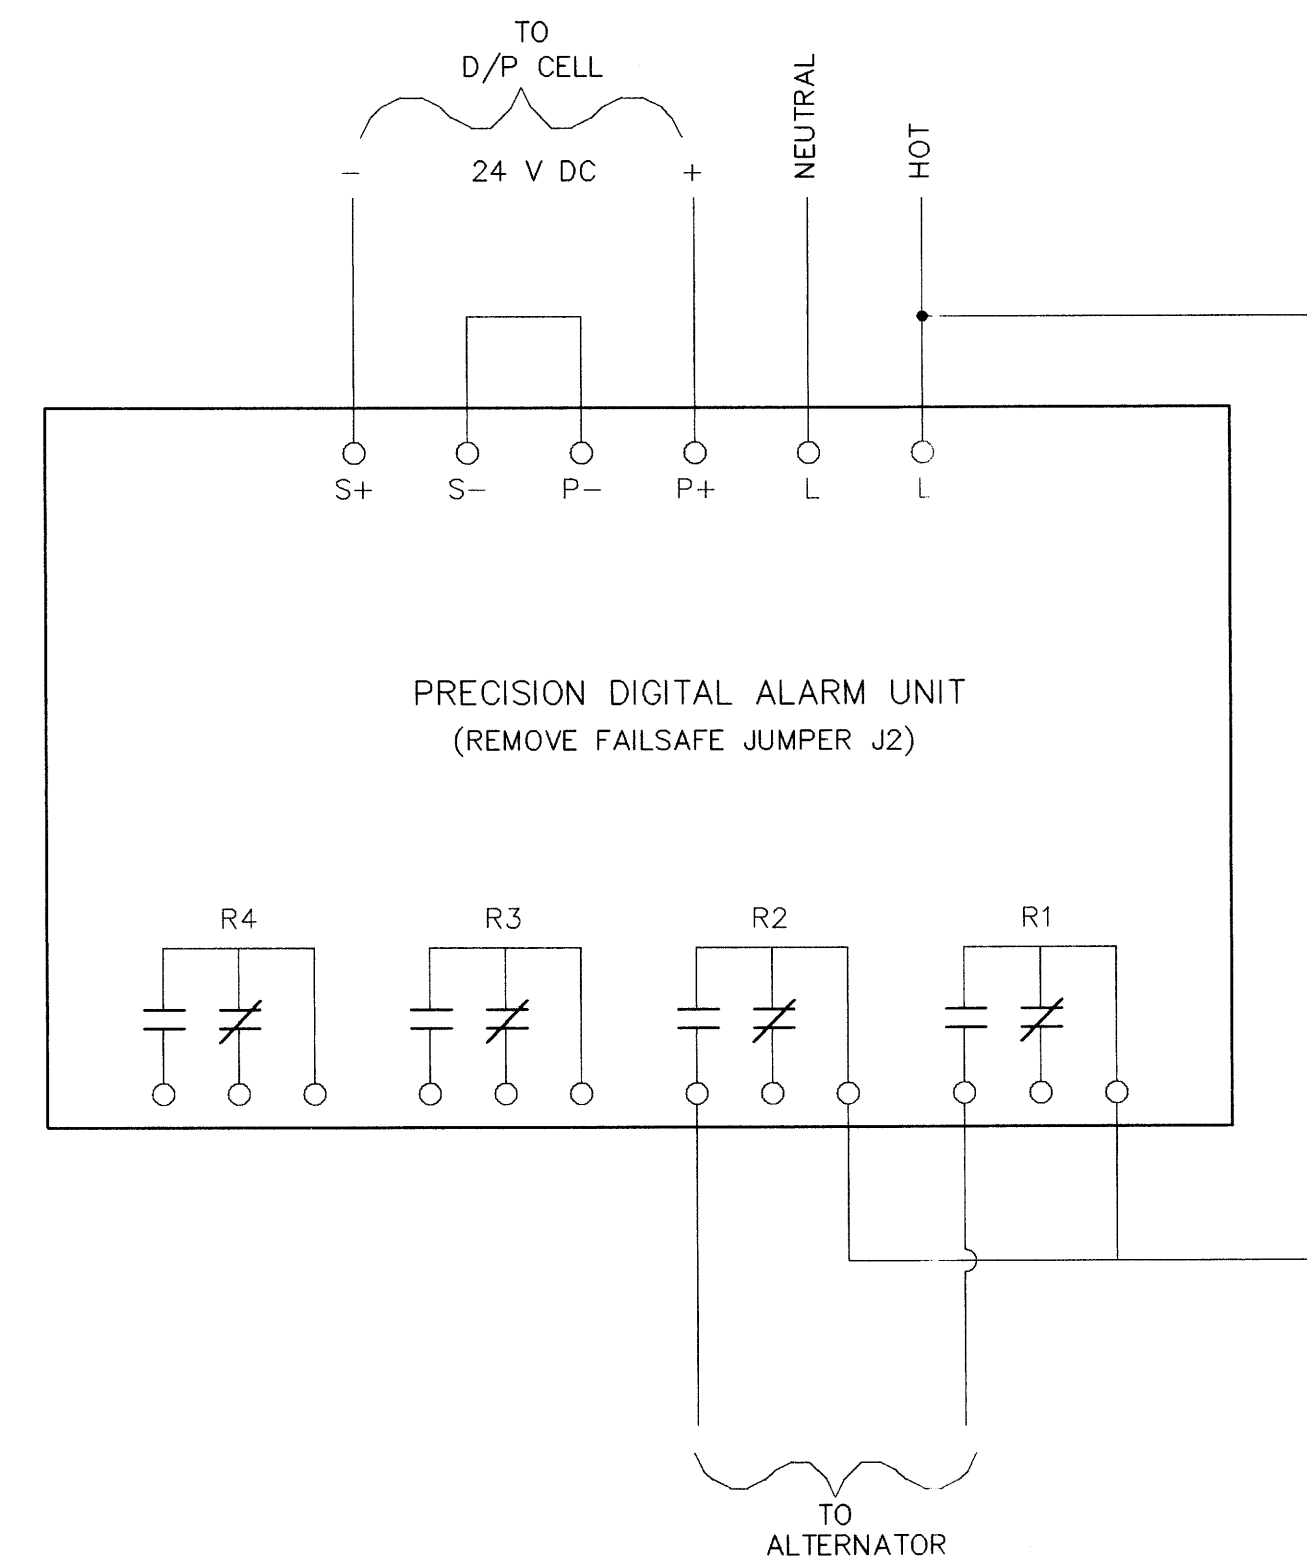 TO
D/P CELL
NEUTRAL
HOT
− 24 V DC +
S+ S− P− P+ L L
PRECISION DIGITAL ALARM UNIT
(REMOVE FAILSAFE JUMPER J2)
R4 R3 R2 R1
TO
ALTERNATOR